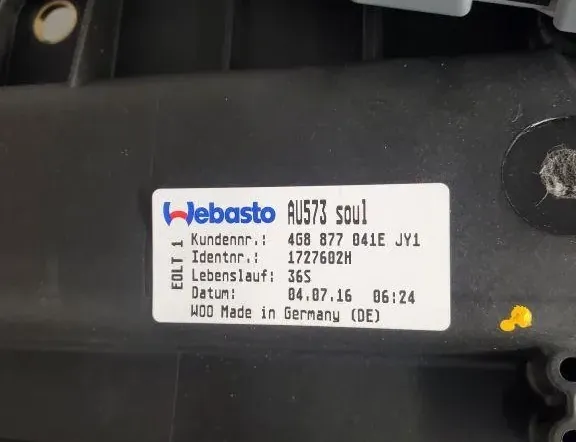 Webasto AU573 soul
EOLT 1
Kundennr.: 4G8 877 041E JY1
Identnr.: 1727602H
Lebenslauf: 36S
Datum: 04.07.16 06:24
WOO Made in Germany (DE)